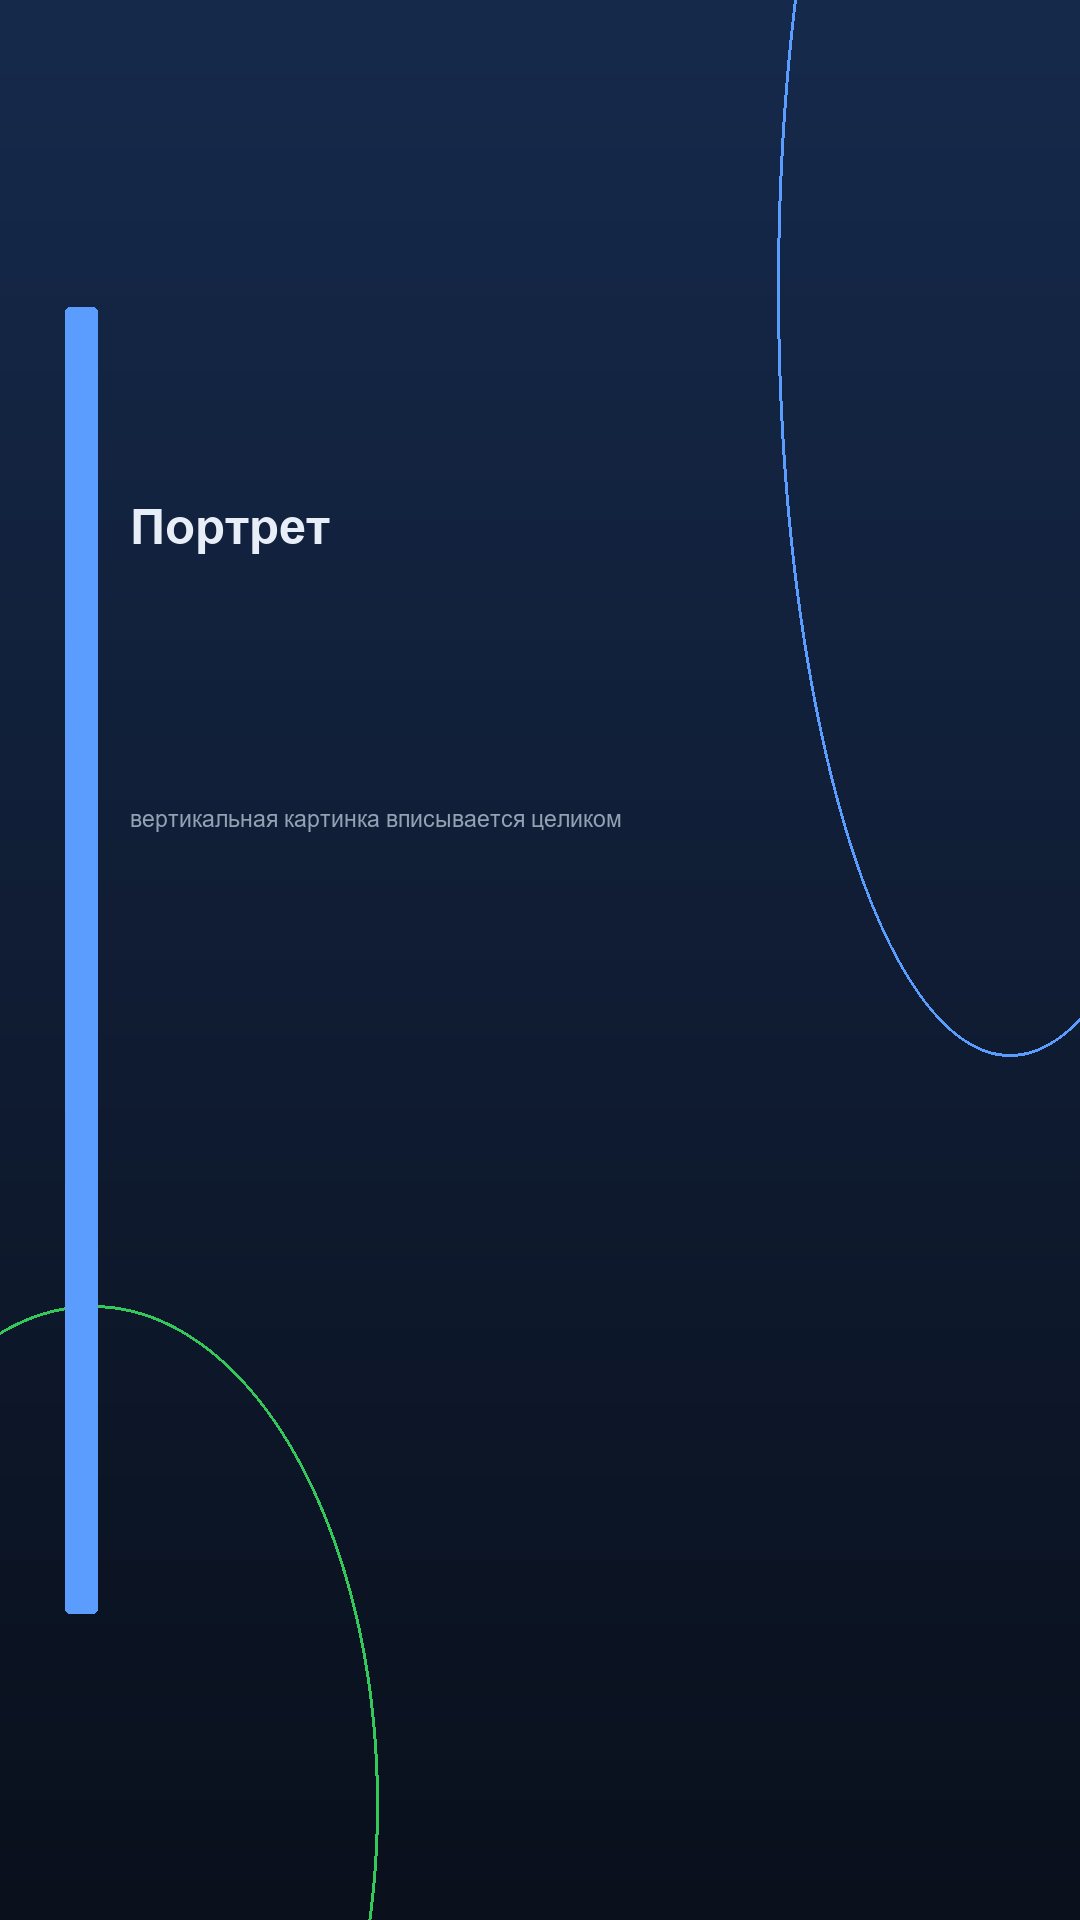 Портрет
вертикальная картинка вписывается целиком